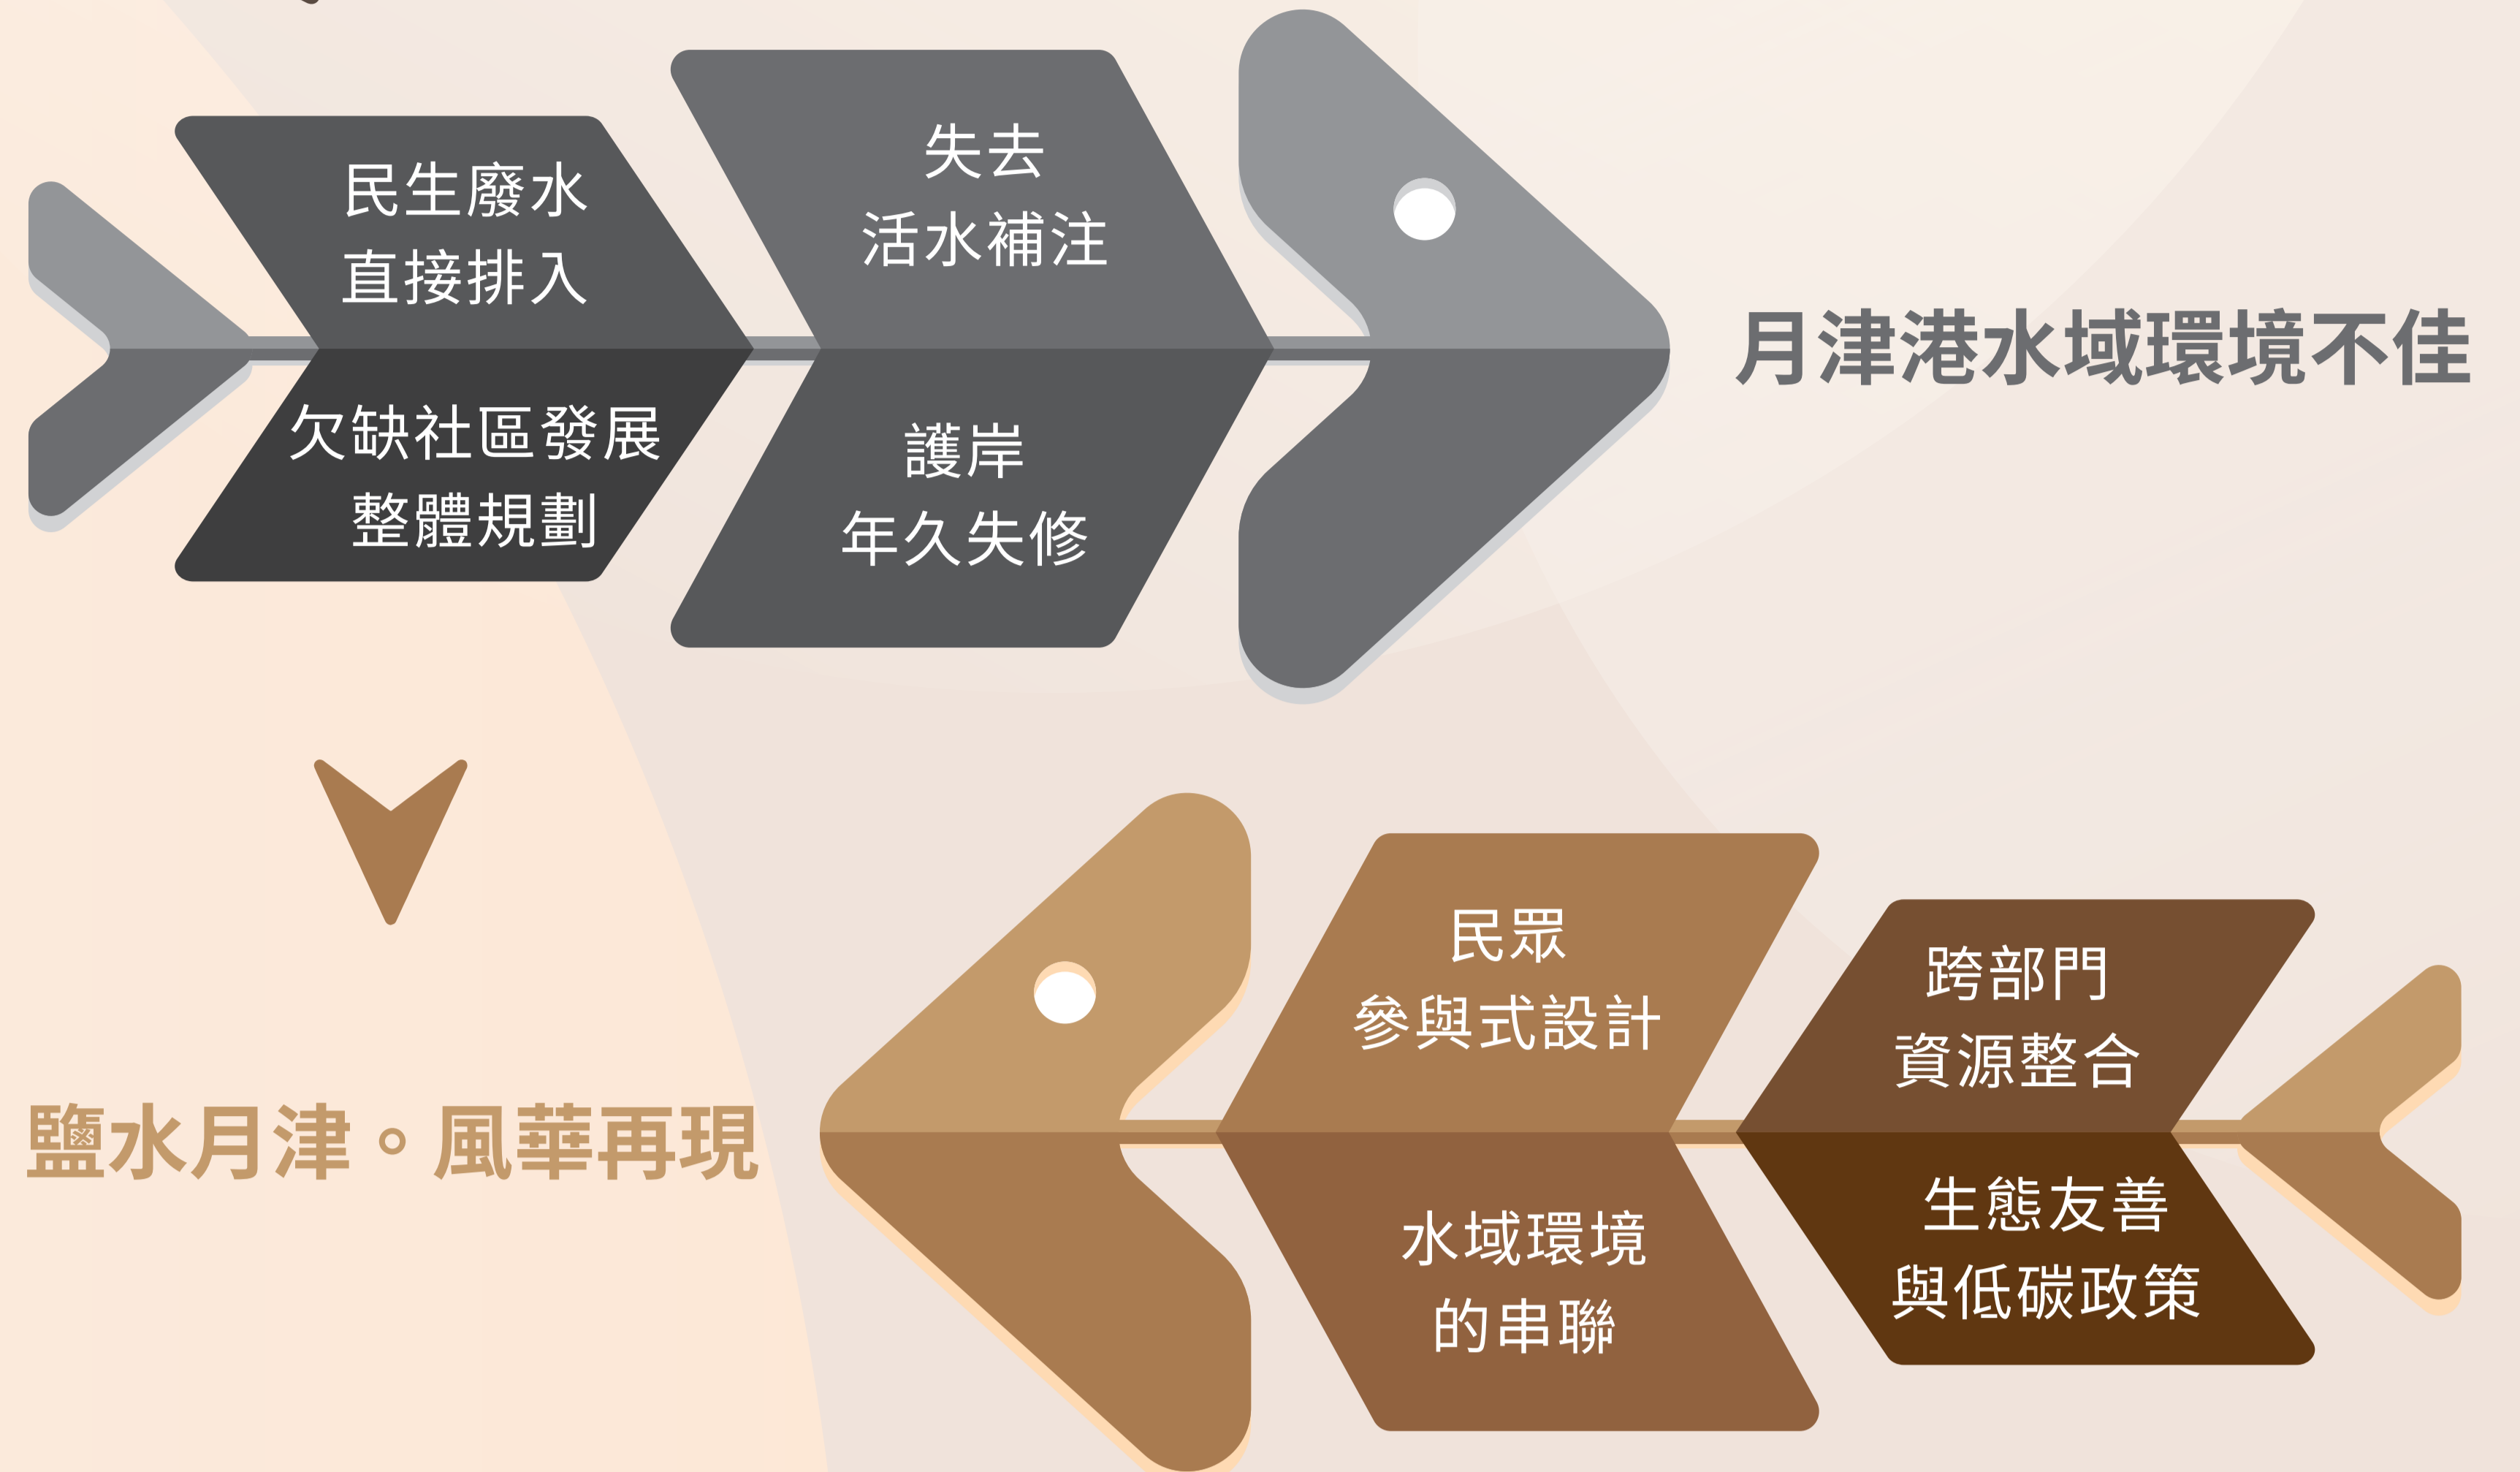 民生廢水
直接排入
失去
活水補注
欠缺社區發展
整體規劃
護岸
年久失修
月津港水域環境不佳
鹽水月津。風華再現
民眾
參與式設計
水域環境
的串聯
跨部門
資源整合
生態友善
與低碳政策